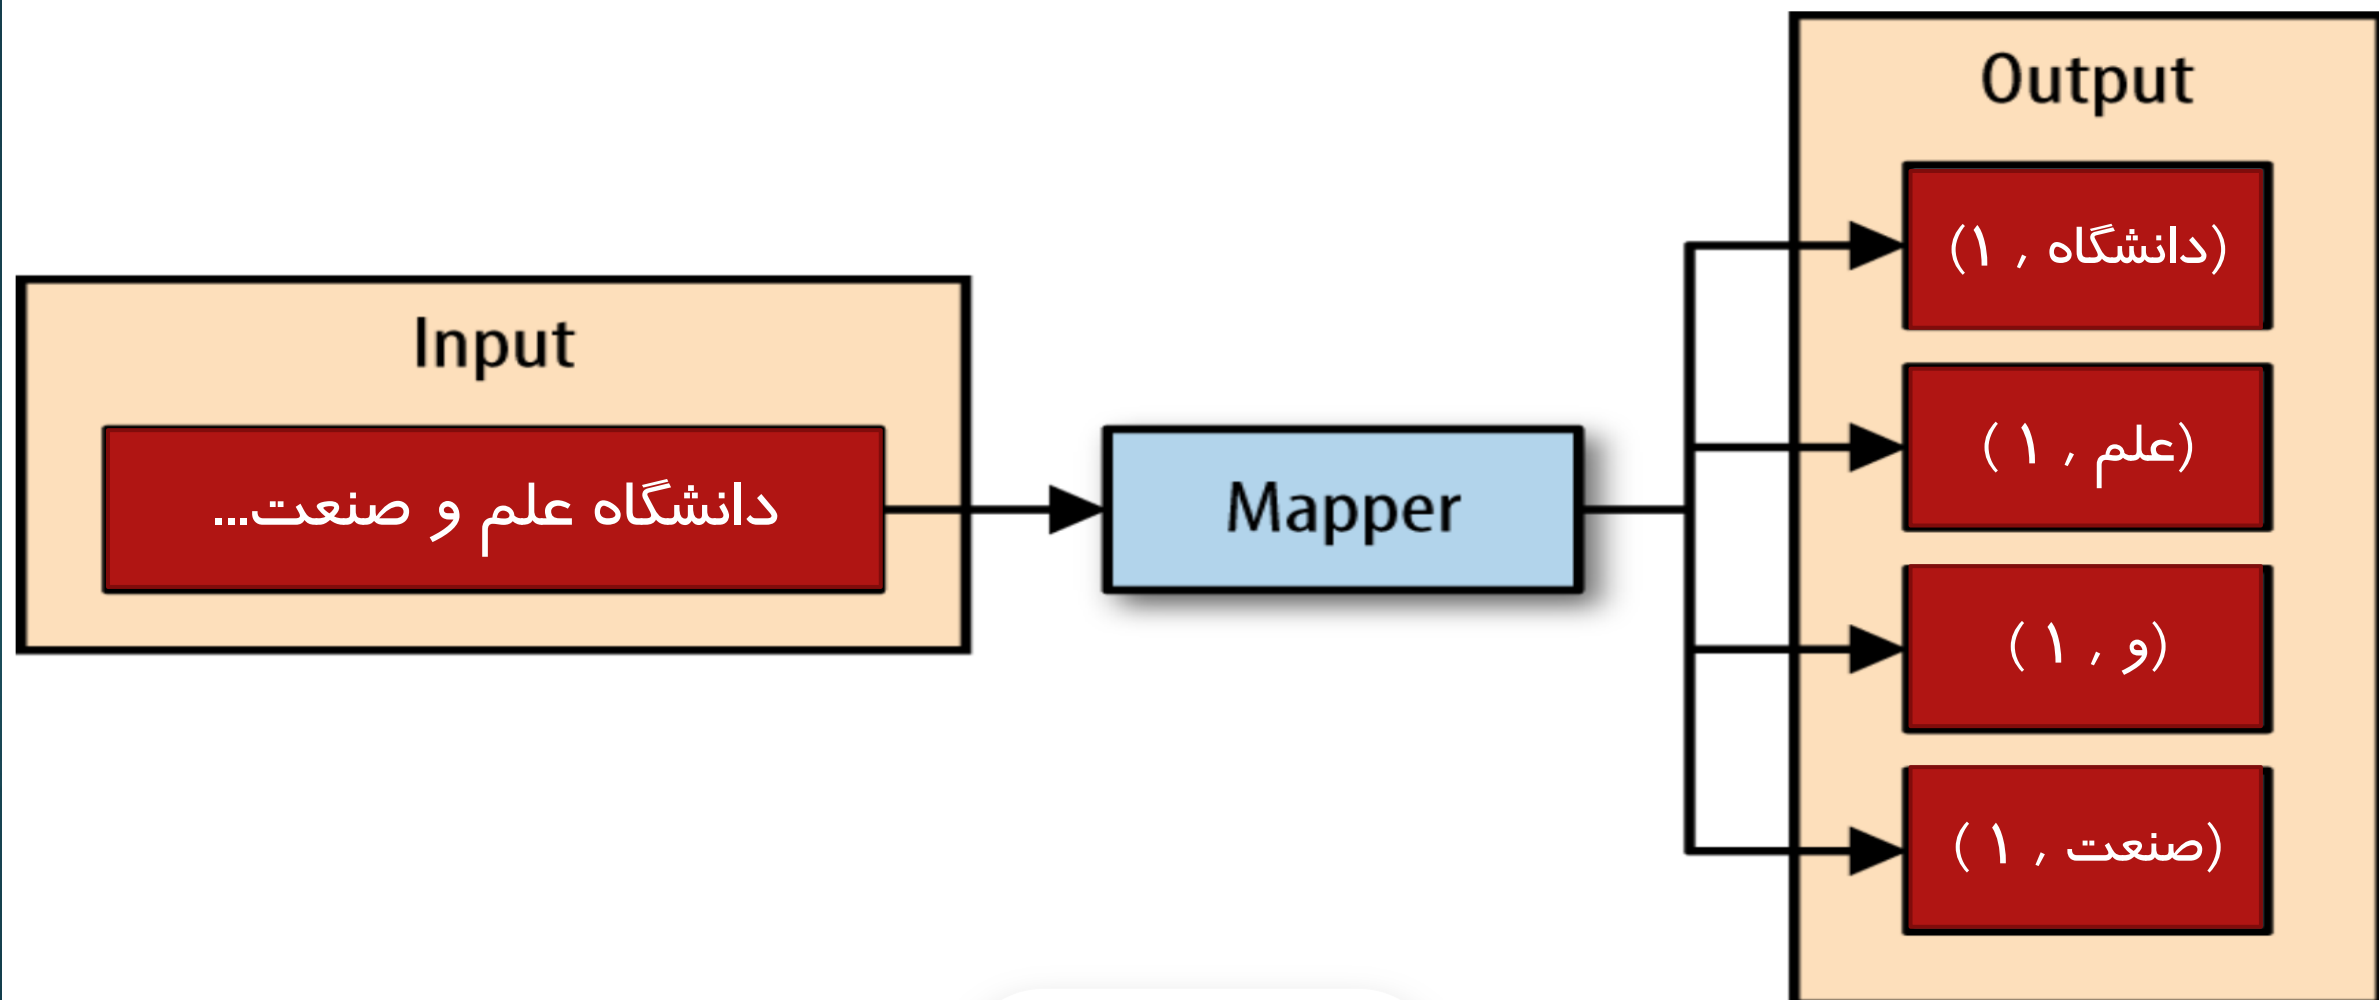 Input
دانشگاه علم و صنعت...
Mapper
Output
(دانشگاه , ۱)
(علم , ۱ )
(و , ۱ )
(صنعت , ۱ )